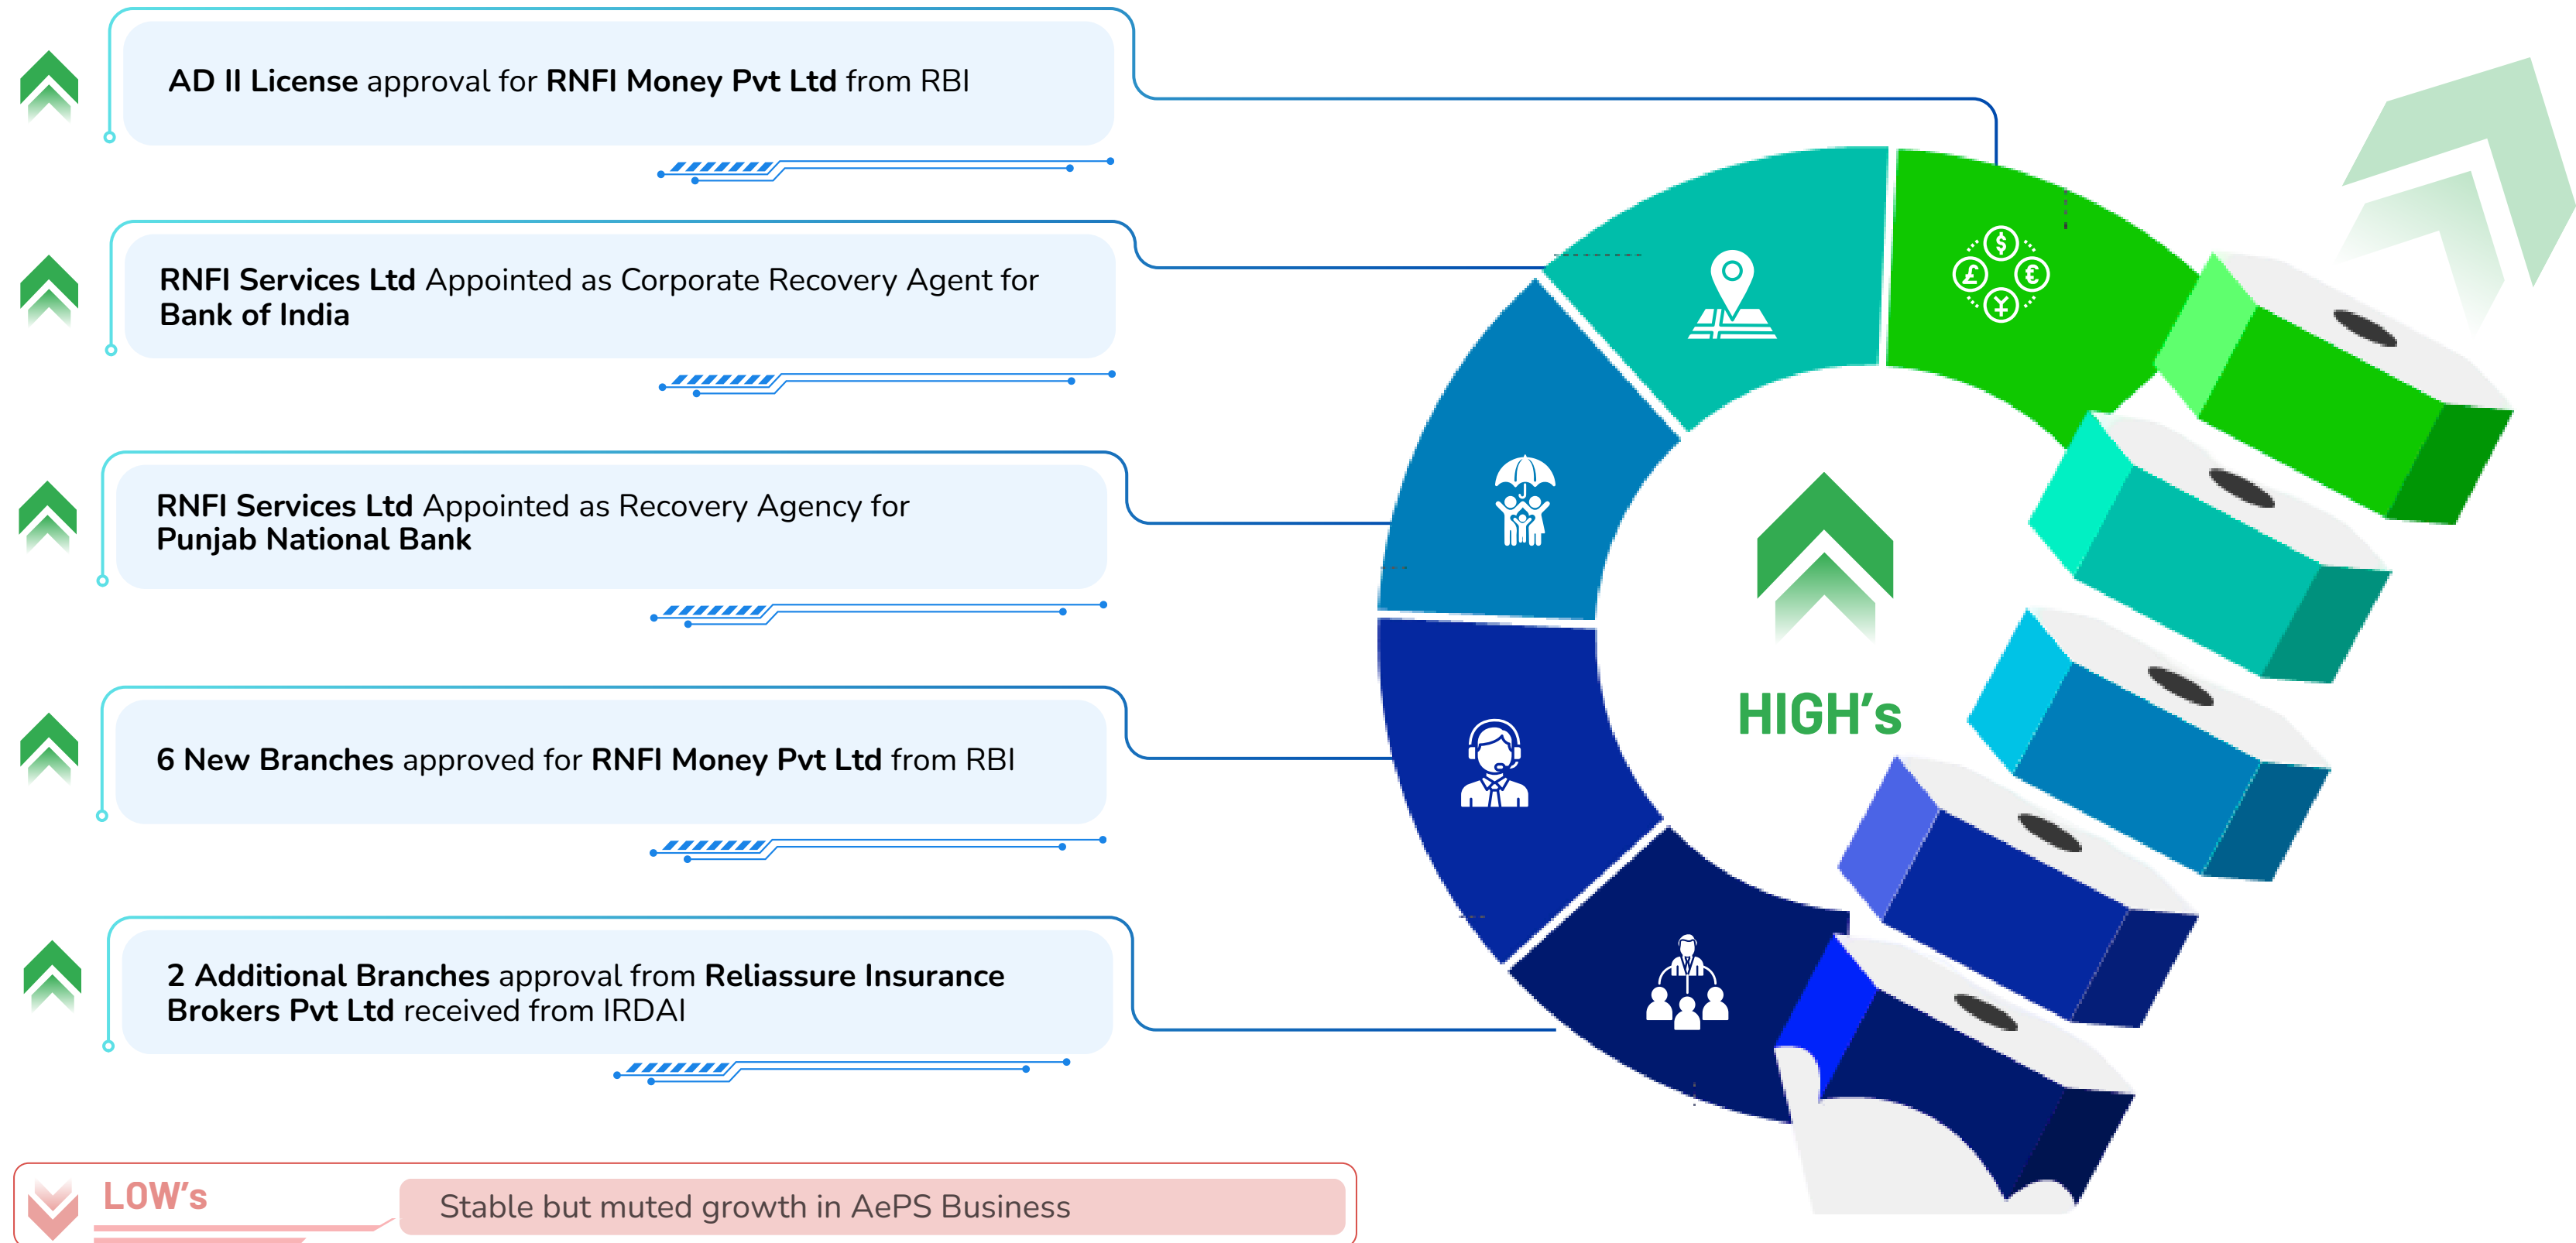 AD II License approval for RNFI Money Pvt Ltd from RBI
RNFI Services Ltd Appointed as Corporate Recovery Agent for
Bank of India
RNFI Services Ltd Appointed as Recovery Agency for
Punjab National Bank
6 New Branches approved for RNFI Money Pvt Ltd from RBI
2 Additional Branches approval from Reliassure Insurance
Brokers Pvt Ltd received from IRDAI
$
£ €
¥
HIGH's
LOW's
Stable but muted growth in AePS Business